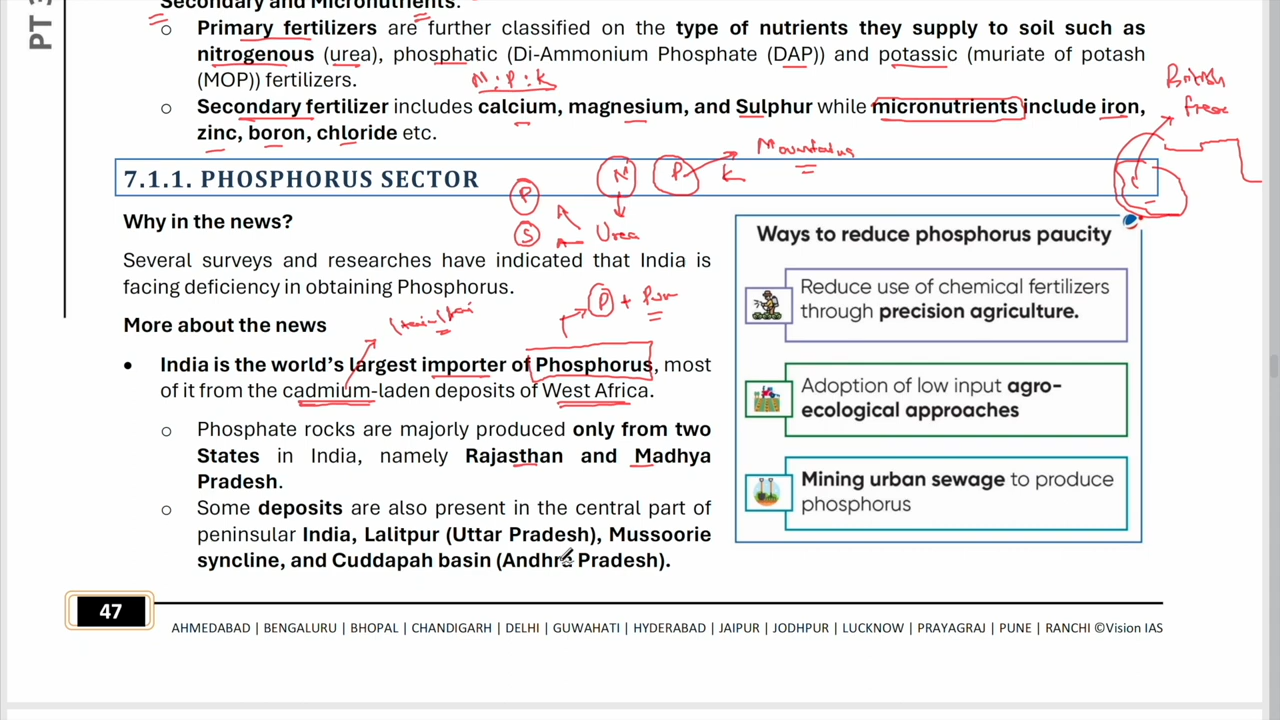 PT 3
Secondary and Micronutrients.
o Primary fertilizers are further classified on the type of nutrients they supply to soil such as
nitrogenous (urea), phosphatic (Di-Ammonium Phosphate (DAP)) and potassic (muriate of potash
(MOP)) fertilizers.
N : P : K
o Secondary fertilizer includes calcium, magnesium, and Sulphur while micronutrients include iron,
zinc, boron, chloride etc.
British
Mountains
7.1.1. PHOSPHORUS SECTOR
N P K
P
S
Urea
Why in the news?
Several surveys and researches have indicated that India is
facing deficiency in obtaining Phosphorus.
P +
More about the news
• India is the world's largest importer of Phosphorus, most
of it from the cadmium-laden deposits of West Africa.
o Phosphate rocks are majorly produced only from two
States in India, namely Rajasthan and Madhya
Pradesh.
o Some deposits are also present in the central part of
peninsular India, Lalitpur (Uttar Pradesh), Mussoorie
syncline, and Cuddapah basin (Andhra Pradesh).
Ways to reduce phosphorus paucity
Reduce use of chemical fertilizers
through precision agriculture.
Adoption of low input agro-
ecological approaches
Mining urban sewage to produce
phosphorus
47
AHMEDABAD | BENGALURU | BHOPAL | CHANDIGARH | DELHI | GUWAHATI | HYDERABAD | JAIPUR | JODHPUR | LUCKNOW | PRAYAGRAJ | PUNE | RANCHI ©Vision IAS